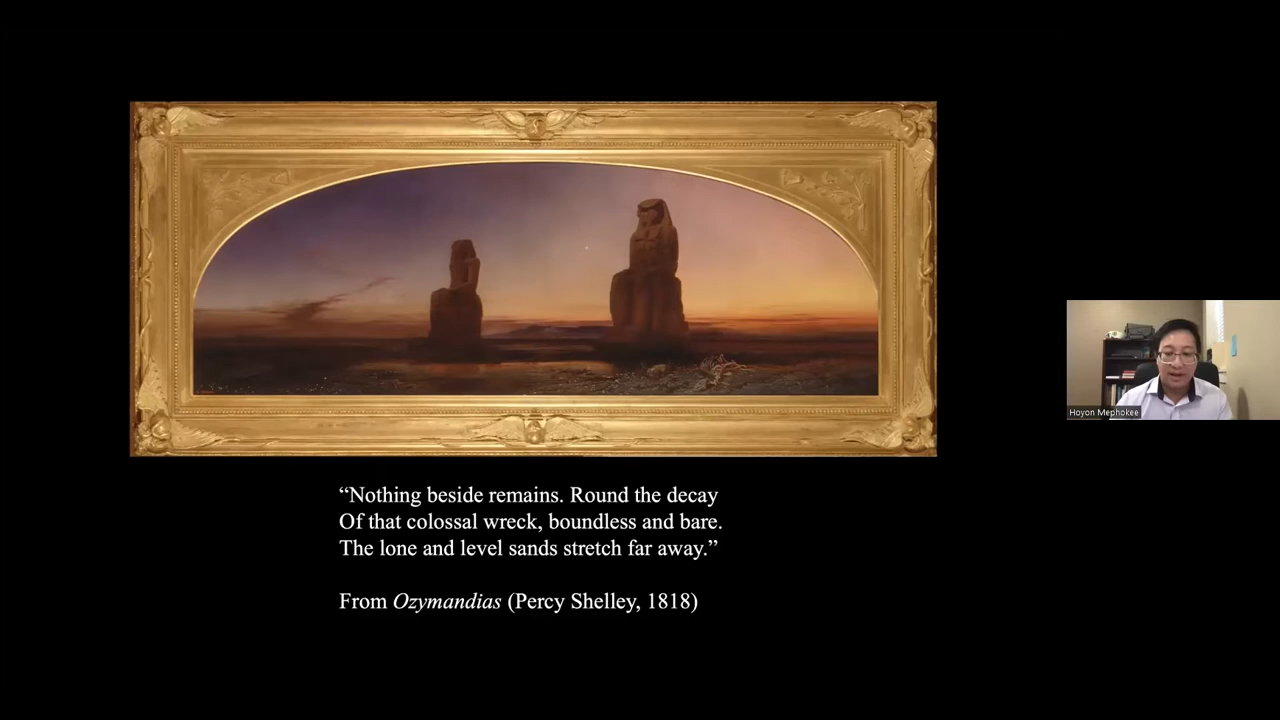 “Nothing beside remains. Round the decay
Of that colossal wreck, boundless and bare.
The lone and level sands stretch far away.”
From Ozymandias (Percy Shelley, 1818)
Hoyon Mephokee